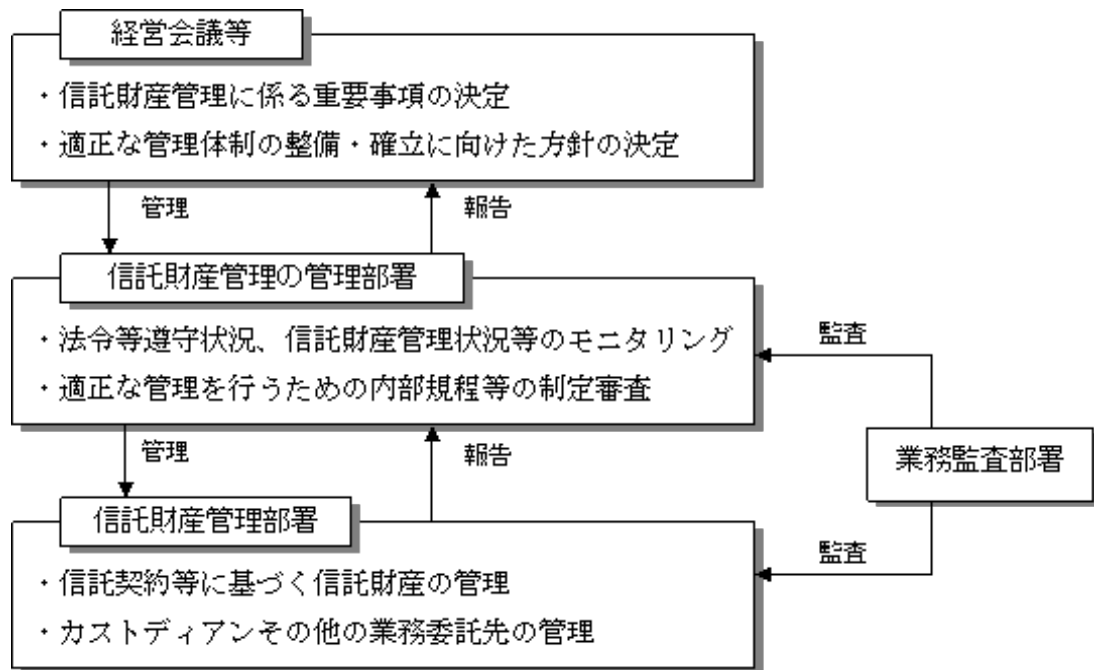 経営会議等
・信託財産管理に係る重要事項の決定
・適正な管理体制の整備・確立に向けた方針の決定
管理
報告
信託財産管理の管理部署
・法令等遵守状況、信託財産管理状況等のモニタリング
・適正な管理を行うための内部規程等の制定審査
監査
業務監査部署
管理
報告
信託財産管理部署
・信託契約等に基づく信託財産の管理
・カストディアンその他の業務委託先の管理
監査